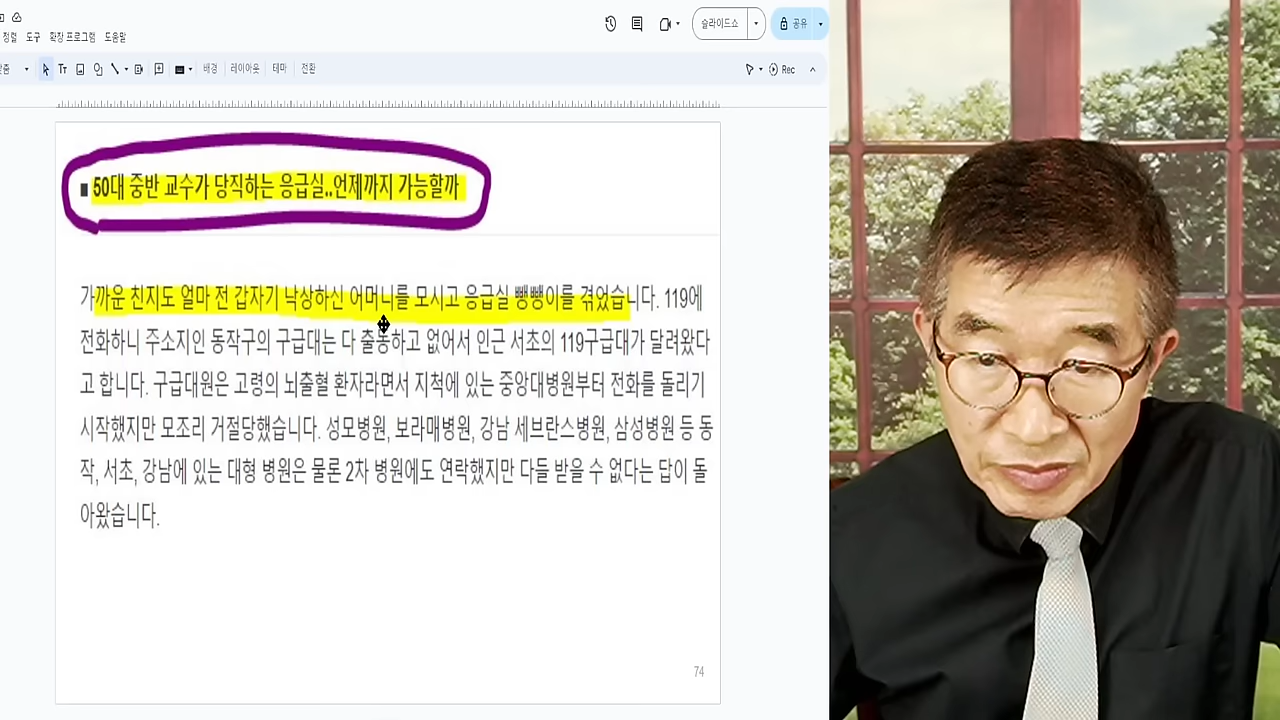 정렬 도구 확장 프로그램 도움말
슬라이드쇼
공유
배경 레이아웃 테마 전환
Rec
■ 50대 중반 교수가 당직하는 응급실..언제까지 가능할까
가까운 친지도 얼마 전 갑자기 낙상하신 어머니를 모시고 응급실 뺑뺑이를 겪었습니다. 119에
전화하니 주소지인 동작구의 구급대는 다 출동하고 없어서 인근 서초의 119구급대가 달려왔다
고 합니다. 구급대원은 고령의 뇌출혈 환자라면서 지척에 있는 중앙대병원부터 전화를 돌리기
시작했지만 모조리 거절당했습니다. 성모병원, 보라매병원, 강남 세브란스병원, 삼성병원 등 동
작, 서초, 강남에 있는 대형 병원은 물론 2차 병원에도 연락했지만 다들 받을 수 없다는 답이 돌
아왔습니다.
74